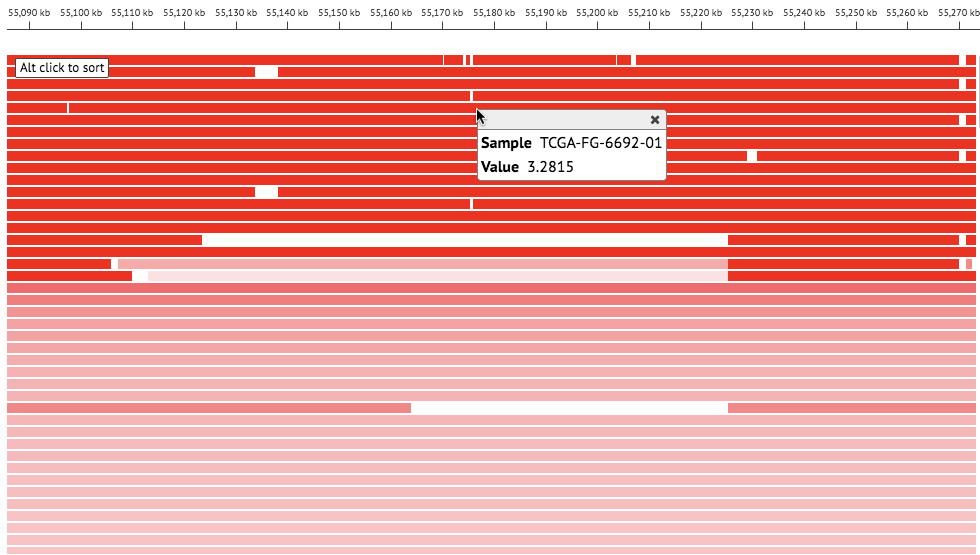 55,090 kb 55,100 kb 55,110 kb 55,120 kb 55,130 kb 55,140 kb 55,150 kb 55,160 kb 55,170 kb 55,180 kb 55,190 kb 55,200 kb 55,210 kb 55,220 kb 55,230 kb 55,240 kb 55,250 kb 55,260 kb 55,270 kb
Alt click to sort
✖
Sample TCGA-FG-6692-01
Value 3.2815